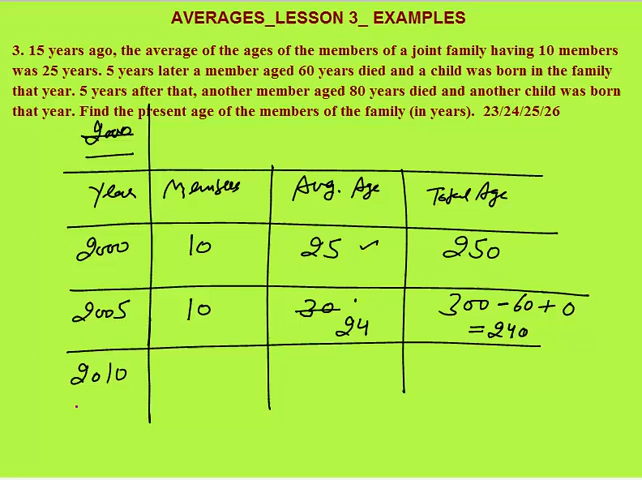 AVERAGES_LESSON 3_ EXAMPLES
3. 15 years ago, the average of the ages of the members of a joint family having 10 members
was 25 years. 5 years later a member aged 60 years died and a child was born in the family
that year. 5 years after that, another member aged 80 years died and another child was born
that year. Find the present age of the members of the family (in years).  23/24/25/26
2000
Year Members Avg. Age Total Age
2000 10 25 ✓ 250
2005 10 30 300-60+0
24 =240
2010